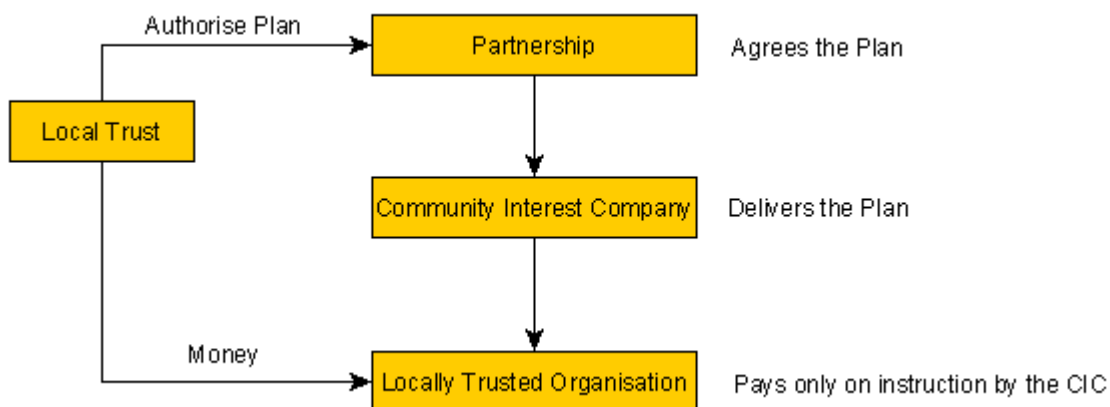 Authorise Plan
Partnership
Agrees the Plan
Local Trust
Community Interest Company
Delivers the Plan
Money
Locally Trusted Organisation
Pays only on instruction by the CIC